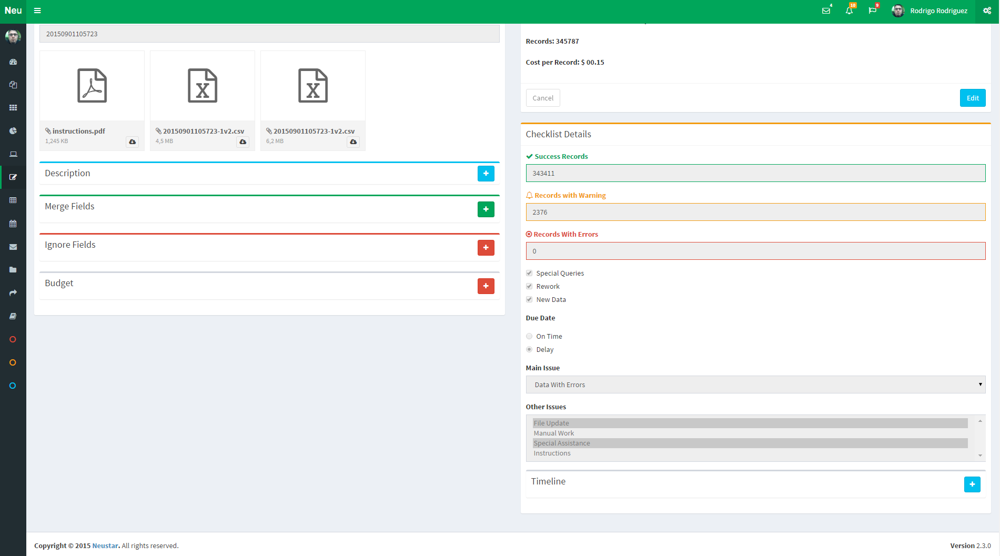 Neu
4
10
9
Rodrigo Rodriguez
20150901105723
instructions.pdf
1,245 KB
20150901105723-1v2.csv
4,5 MB
20150901105723-1v2.csv
6,2 MB
Description
Merge Fields
Ignore Fields
Budget
Records: 345787
Cost per Record: $ 00.15
Cancel
Edit
Checklist Details
Success Records
343411
Records with Warning
2376
Records With Errors
0
Special Queries
Rework
New Data
Due Date
On Time
Delay
Main Issue
Data With Errors
Other Issues
File Update
Manual Work
Special Assistance
Instructions
Timeline
Copyright © 2015 Neustar. All rights reserved.
Version 2.3.0